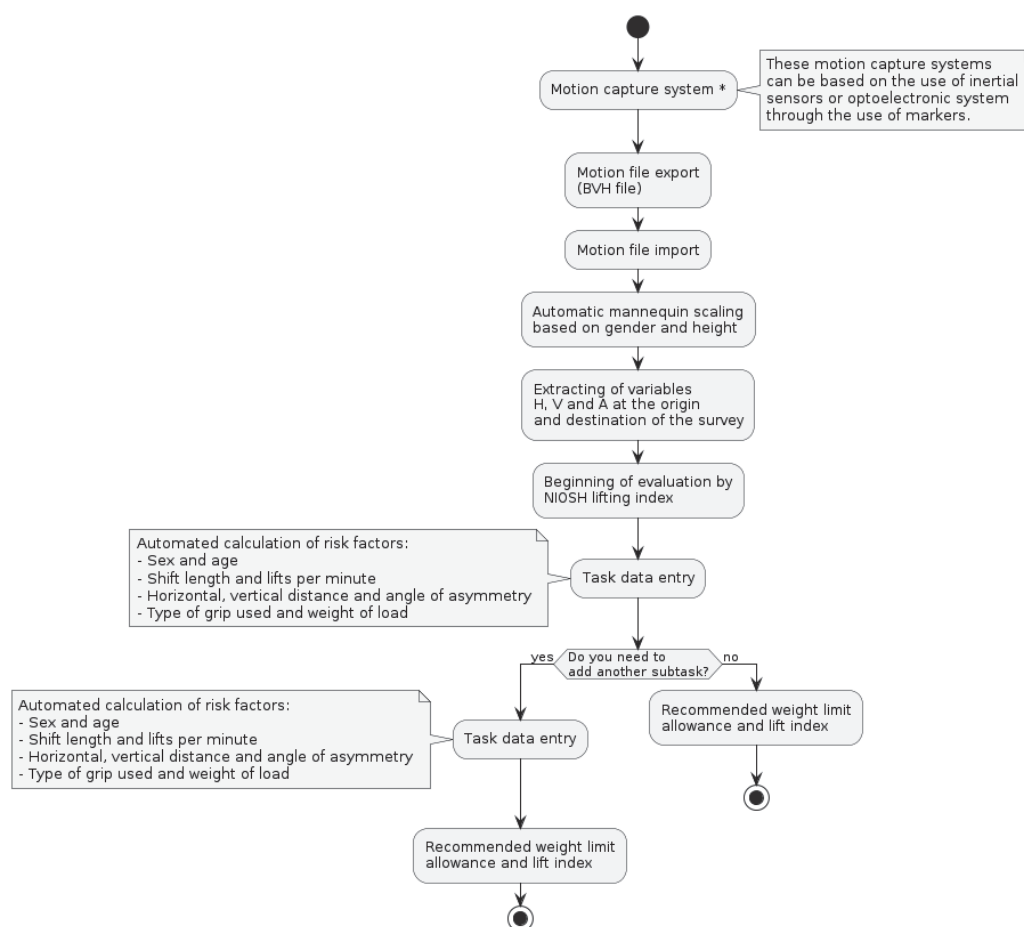 Motion capture system *
These motion capture systems
can be based on the use of inertial
sensors or optoelectronic system
through the use of markers.
Motion file export
(BVH file)
Motion file import
Automatic mannequin scaling
based on gender and height
Extracting of variables
H, V and A at the origin
and destination of the survey
Beginning of evaluation by
NIOSH lifting index
Automated calculation of risk factors:
- Sex and age
- Shift length and lifts per minute
- Horizontal, vertical distance and angle of asymmetry
- Type of grip used and weight of load
Task data entry
yes
Do you need to
add another subtask?
no
Automated calculation of risk factors:
- Sex and age
- Shift length and lifts per minute
- Horizontal, vertical distance and angle of asymmetry
- Type of grip used and weight of load
Task data entry
Recommended weight limit
allowance and lift index
Recommended weight limit
allowance and lift index